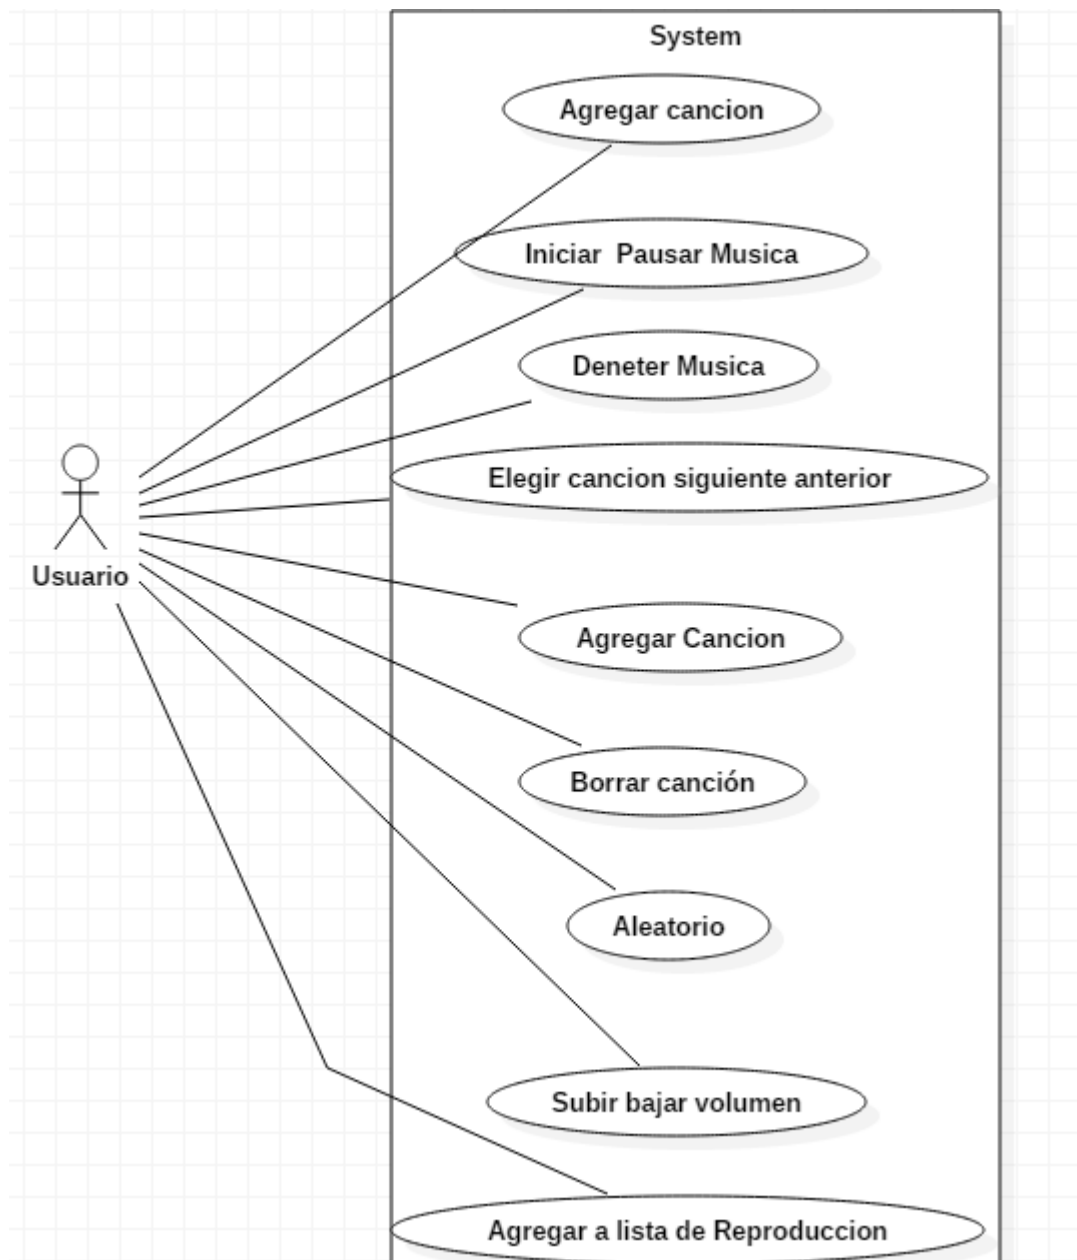 System
Agregar cancion
Iniciar  Pausar Musica
Deneter Musica
Elegir cancion siguiente anterior
Usuario
Agregar Cancion
Borrar canción
Aleatorio
Subir bajar volumen
Agregar a lista de Reproduccion